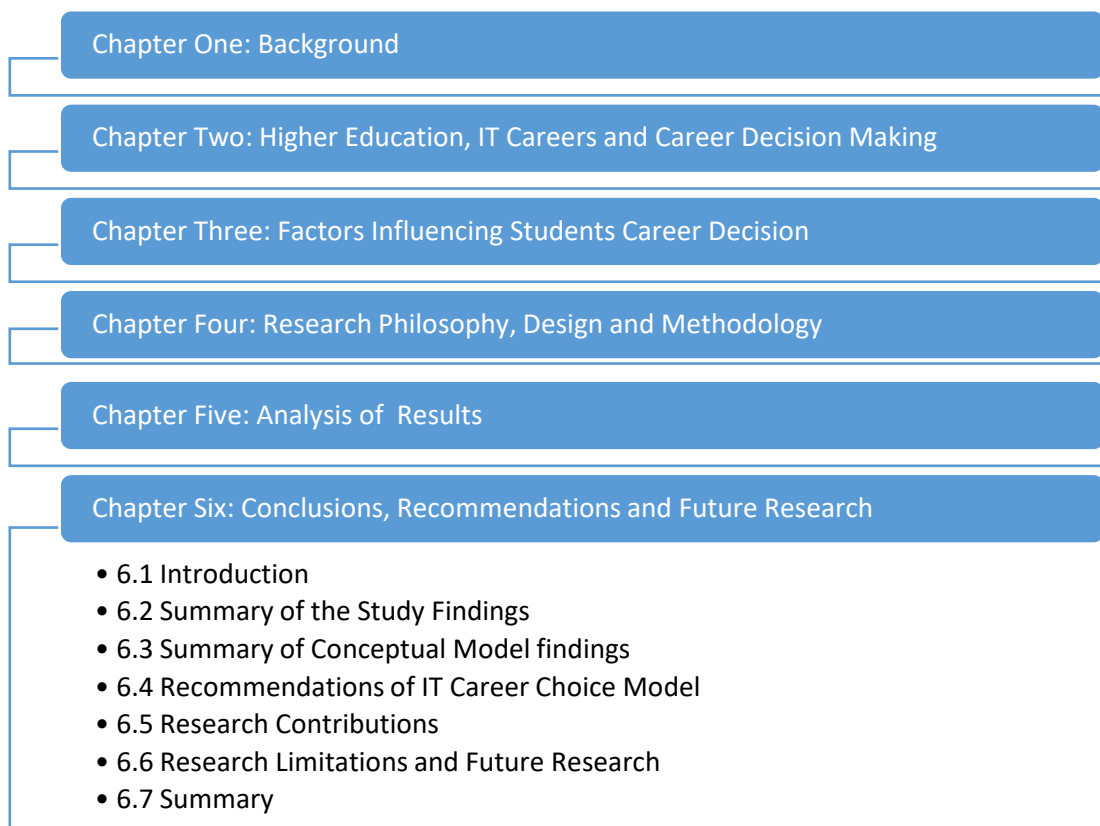 Chapter One: Background
Chapter Two: Higher Education, IT Careers and Career Decision Making
Chapter Three: Factors Influencing Students Career Decision
Chapter Four: Research Philosophy, Design and Methodology
Chapter Five: Analysis of  Results
Chapter Six: Conclusions, Recommendations and Future Research
• 6.1 Introduction
• 6.2 Summary of the Study Findings
• 6.3 Summary of Conceptual Model findings
• 6.4 Recommendations of IT Career Choice Model
• 6.5 Research Contributions
• 6.6 Research Limitations and Future Research
• 6.7 Summary